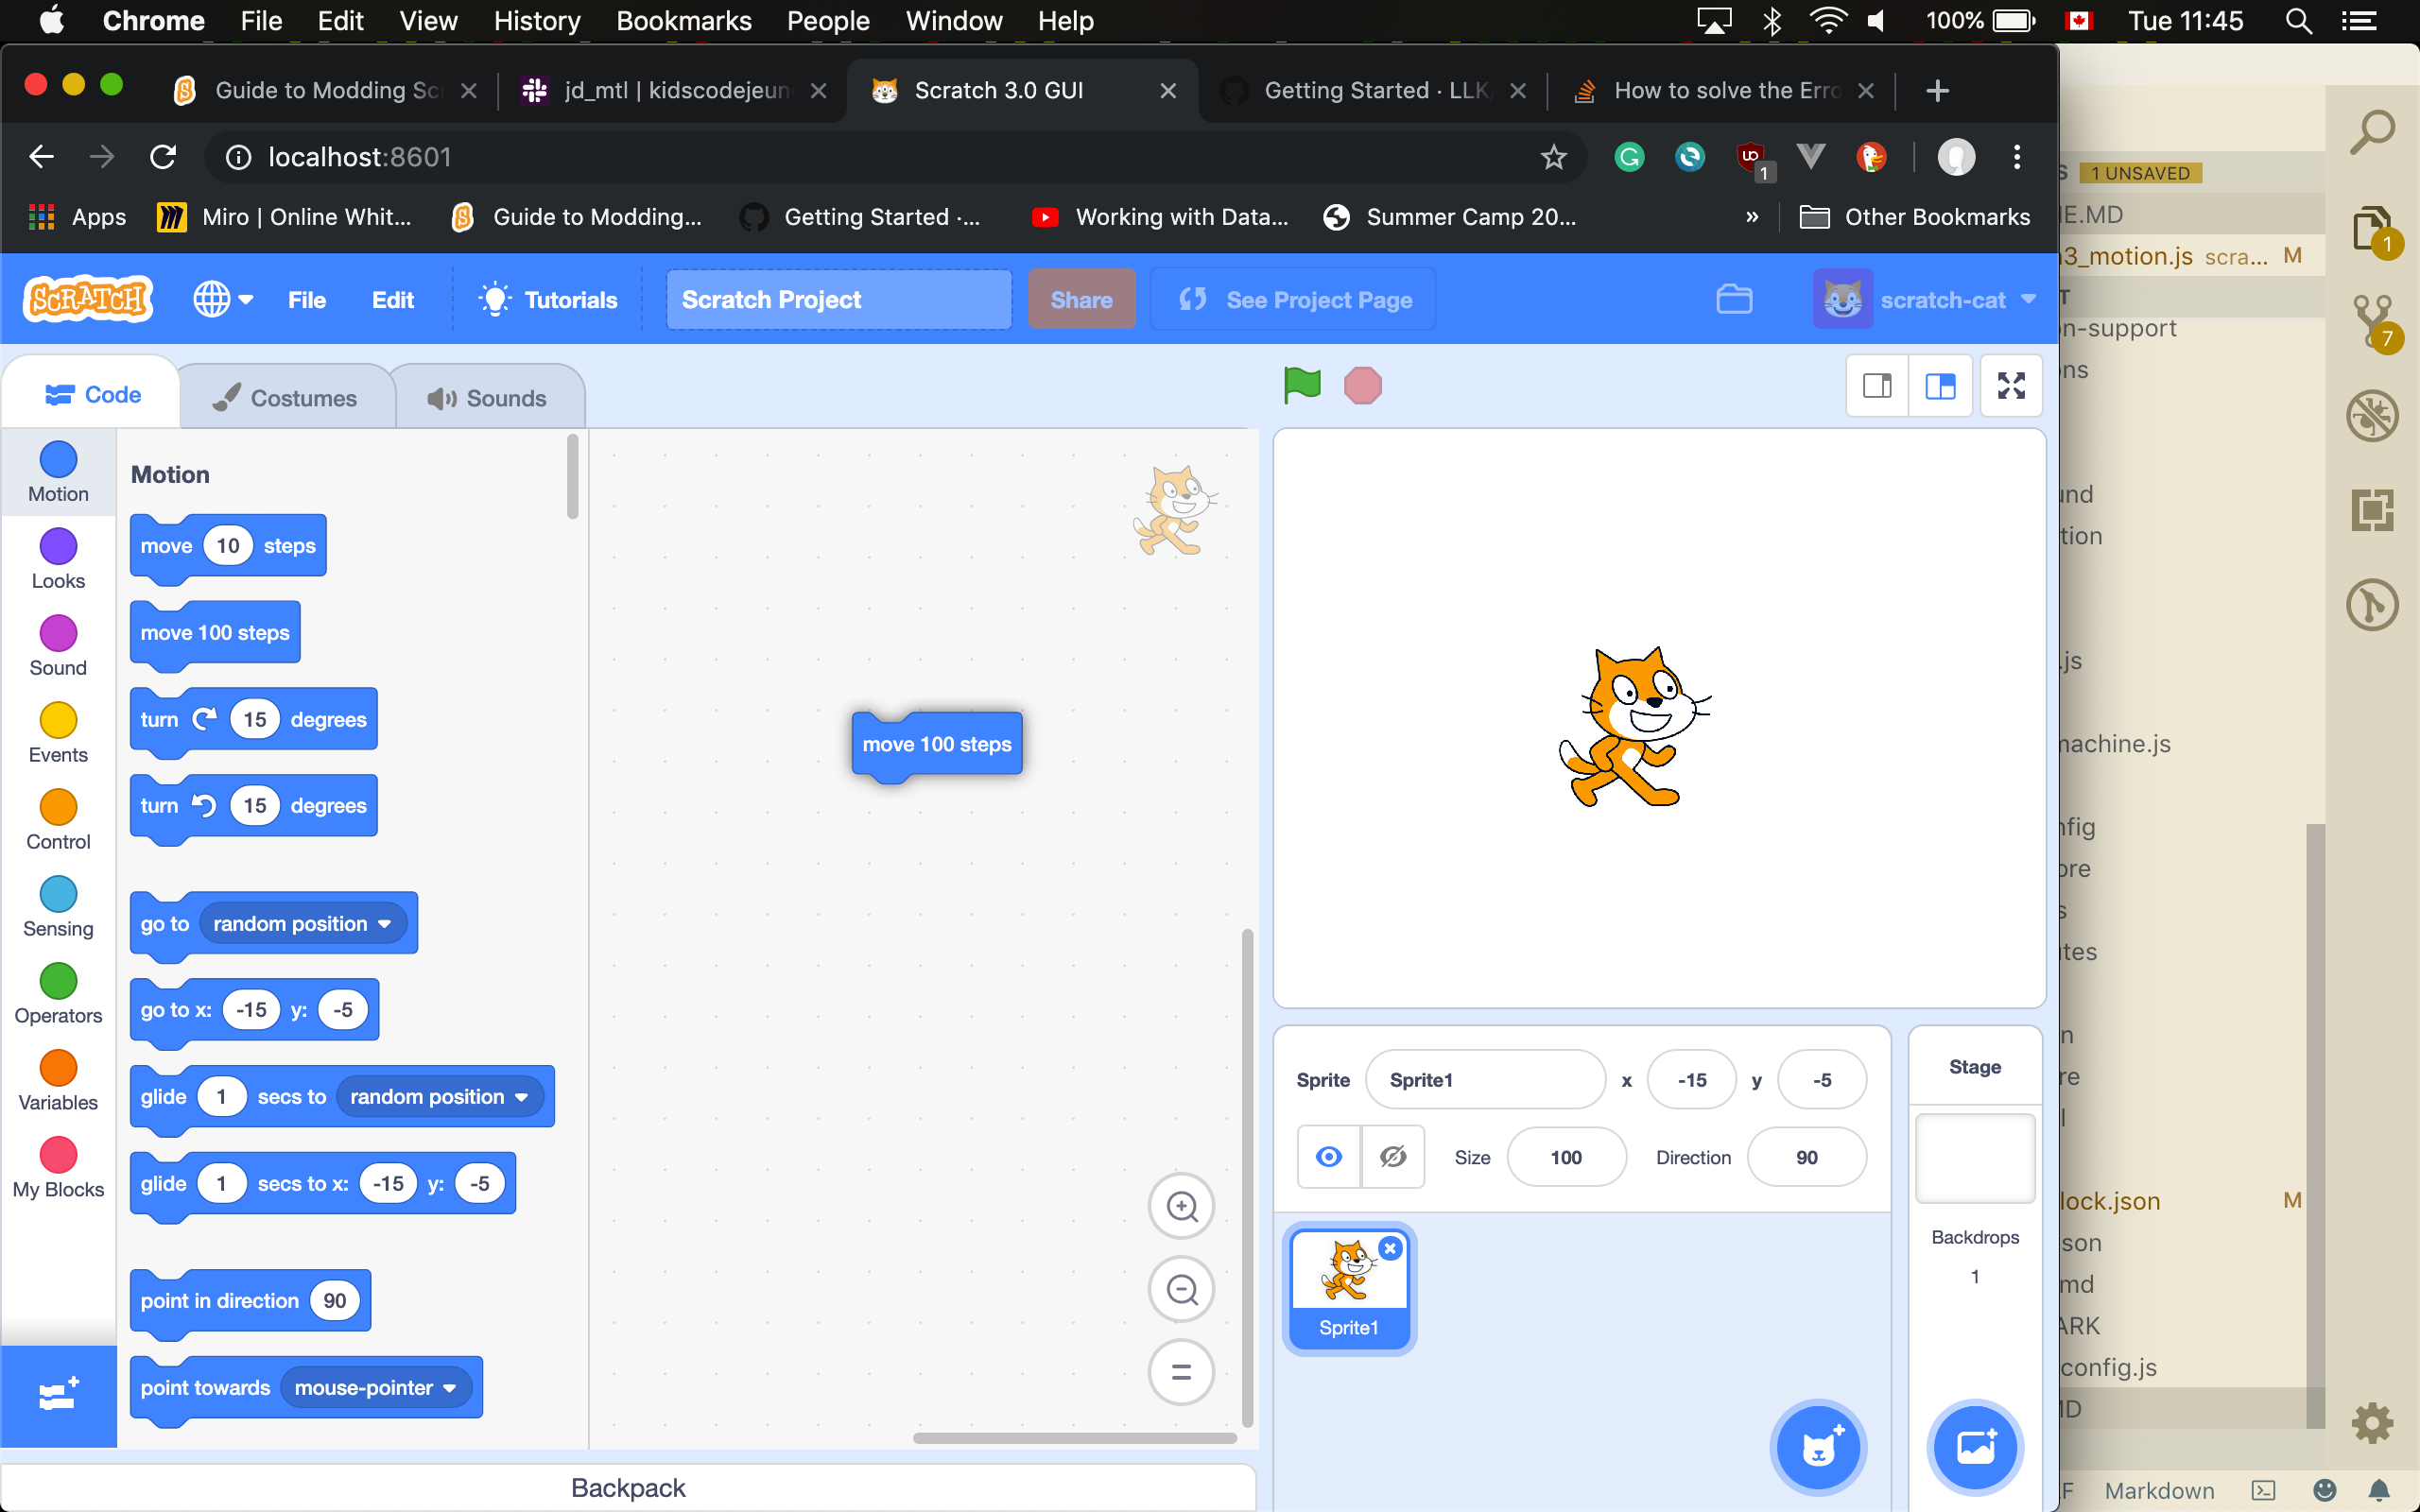 Chrome File Edit View History Bookmarks People Window Help 100% Tue 11:45
Guide to Modding Sc jd_mtl | kidscodejeun Scratch 3.0 GUI Getting Started · LLK/ How to solve the Erro
localhost:8601 1
Apps Miro | Online Whit... Guide to Modding... Getting Started ·... Working with Data... Summer Camp 20... » Other Bookmarks
SCRATCH File Edit Tutorials Scratch Project Share See Project Page scratch-cat
Code Costumes Sounds
Motion
Looks
Sound
Events
Control
Sensing
Operators
Variables
My Blocks
Motion
move 10 steps
move 100 steps
turn 15 degrees
turn 15 degrees
go to random position
go to x: -15 y: -5
glide 1 secs to random position
glide 1 secs to x: -15 y: -5
point in direction 90
point towards mouse-pointer
move 100 steps
Backpack
Sprite Sprite1 x -15 y -5
Size 100 Direction 90
Sprite1
Stage
Backdrops
1
S 1 UNSAVED
E.MD
3_motion.js scra... M
T
n-support
ns
und
tion
.js
machine.js
nfig
ore
s
utes
n
re
l
lock.json M
son
md
ARK
config.js
MD
F Markdown
1
7